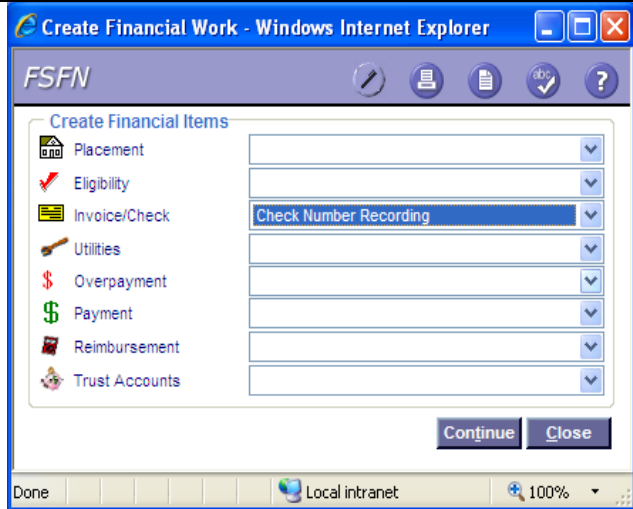 Create Financial Work - Windows Internet Explorer
FSFN
abc
?
Create Financial Items
Placement
Eligibility
Invoice/Check Check Number Recording
Utilities
$ Overpayment
$ Payment
Reimbursement
Trust Accounts
Continue Close
Done Local intranet 100%